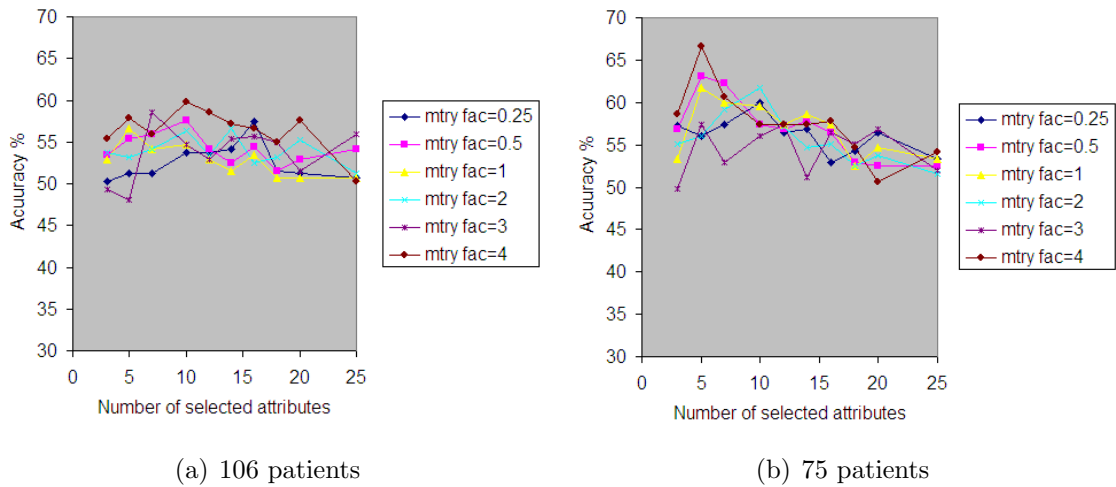 70
65
60
55
50
45
40
35
30
Acuuracy %
0 5 10 15 20 25
Number of selected attributes
mtry fac=0.25
mtry fac=0.5
mtry fac=1
mtry fac=2
mtry fac=3
mtry fac=4
(a) 106 patients
70
65
60
55
50
45
40
35
30
Acuuracy %
0 5 10 15 20 25
Number of selected attributes
mtry fac=0.25
mtry fac=0.5
mtry fac=1
mtry fac=2
mtry fac=3
mtry fac=4
(b) 75 patients